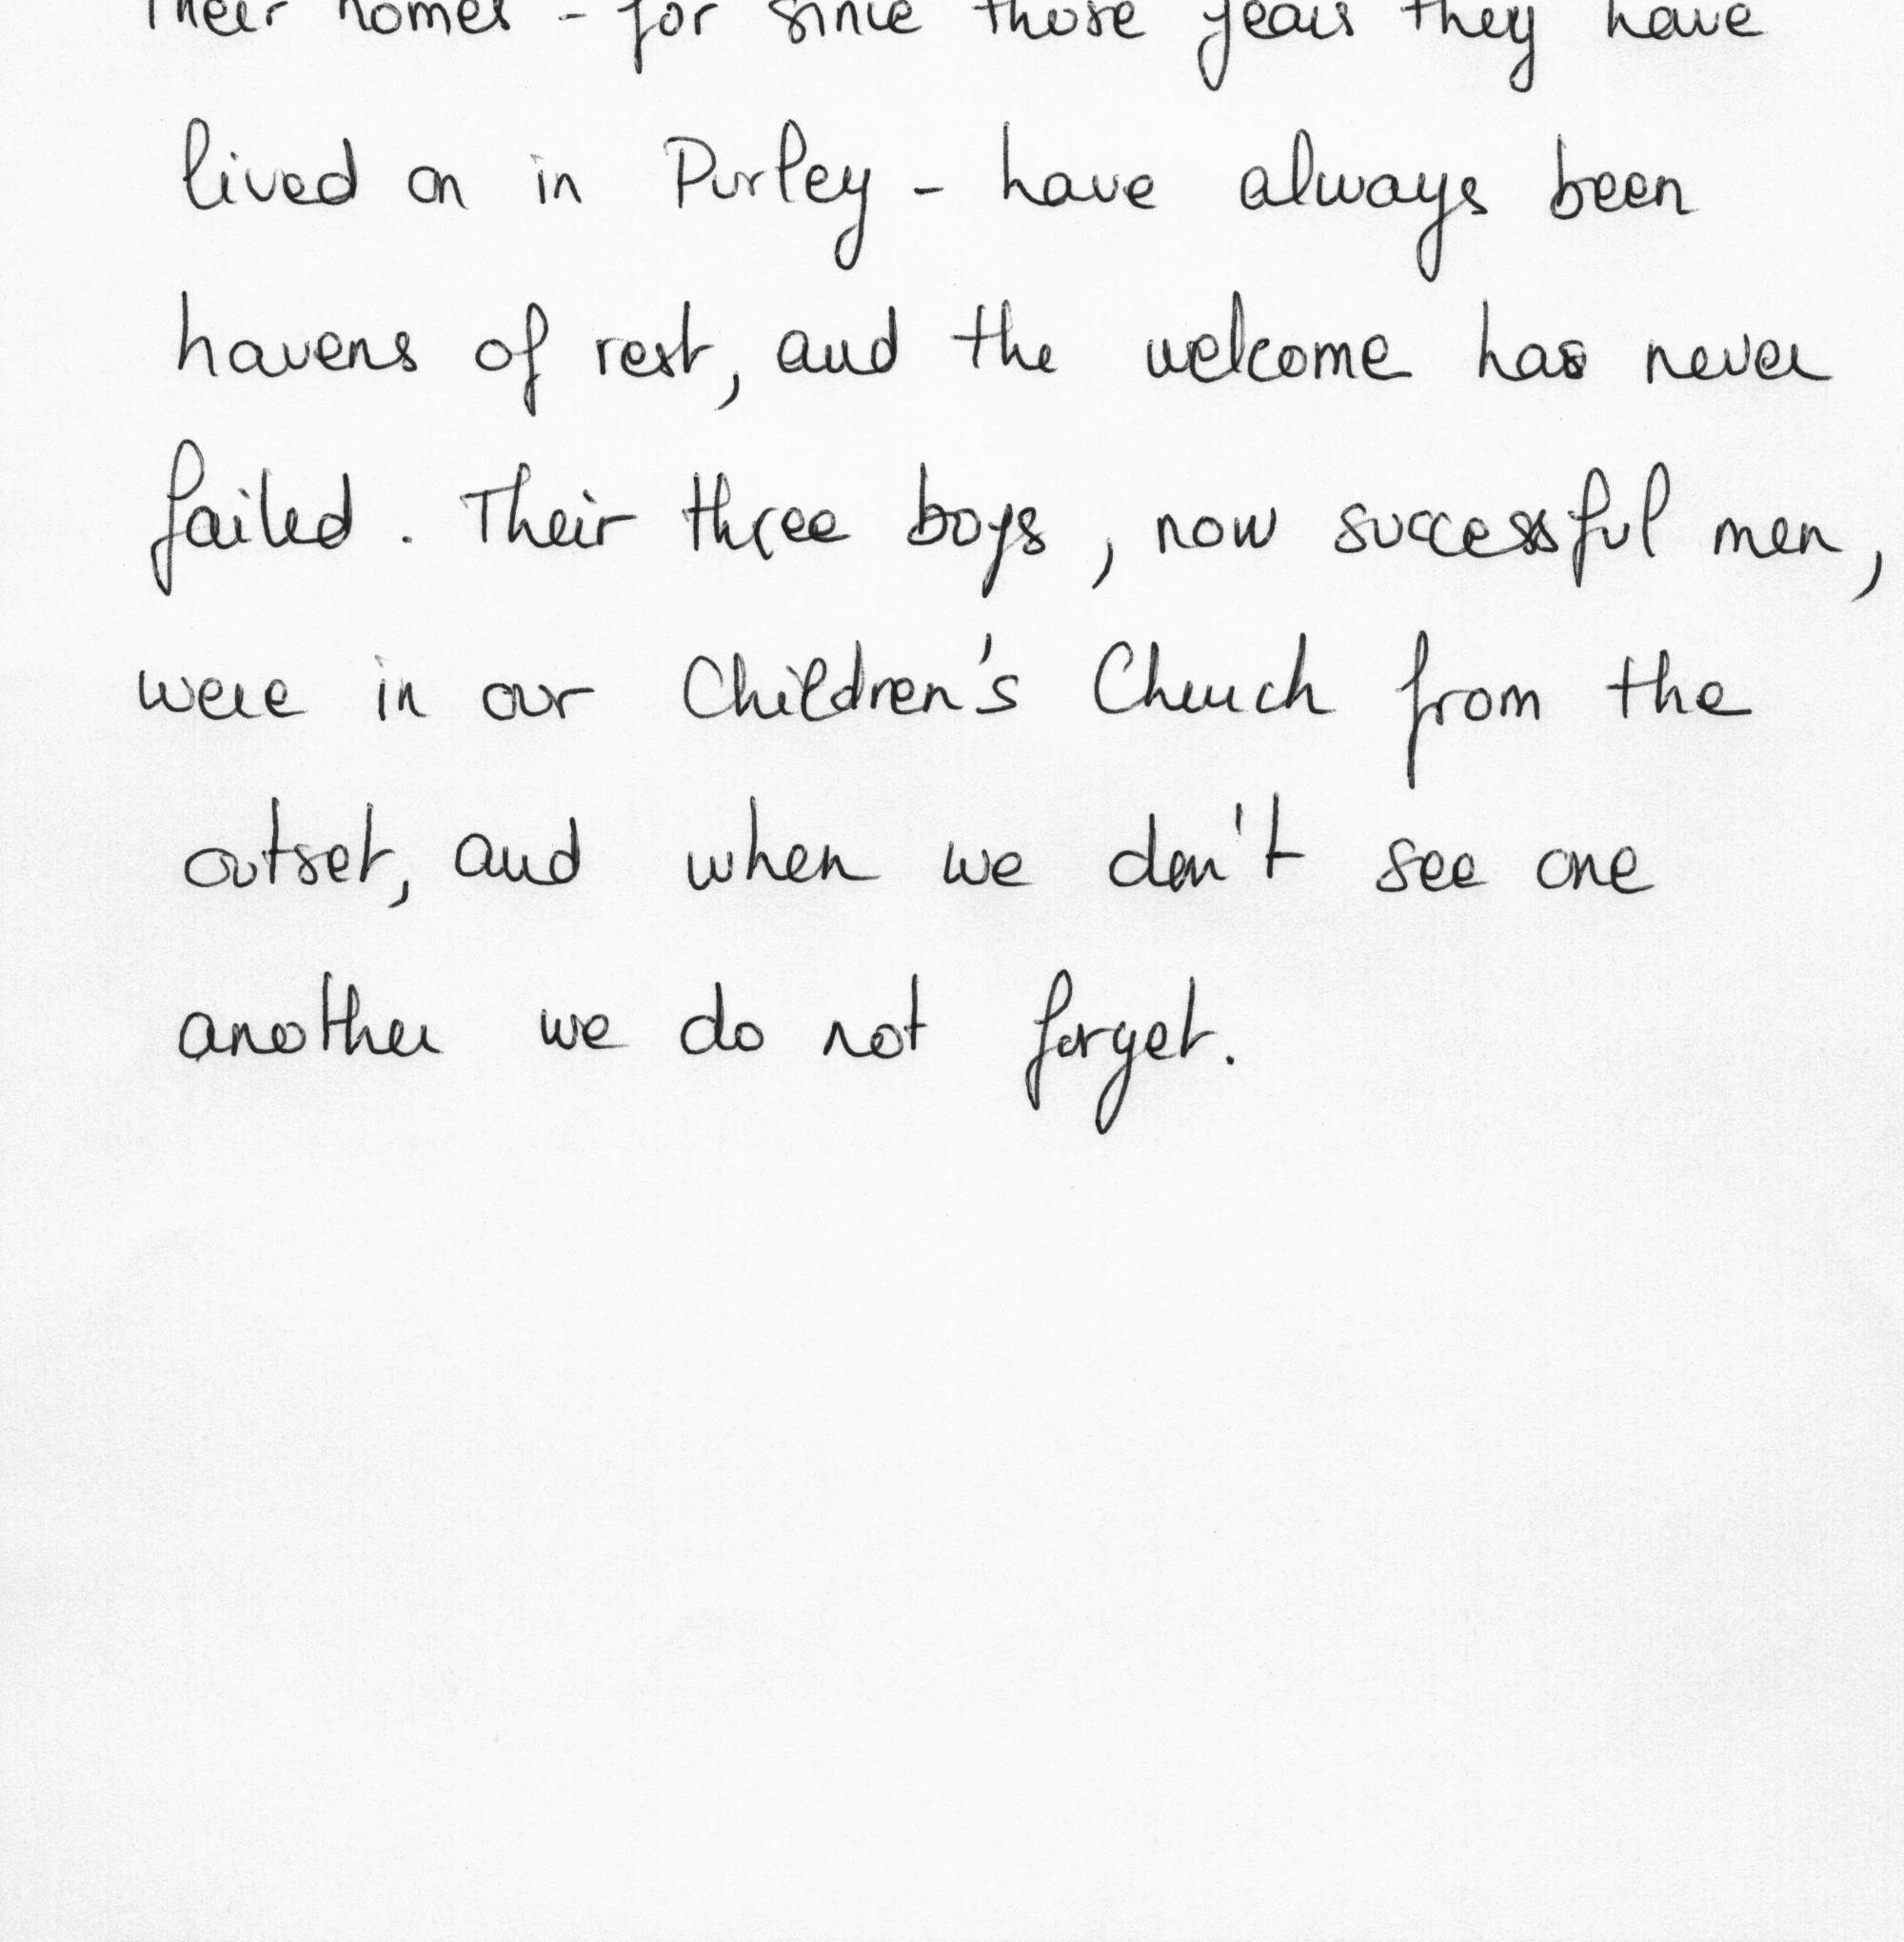 Their homes - for since those years they have
lived on in Purley - have always been
havens of rest, and the welcome has never
failed. Their three boys, now successful men,
were in our Children's Church from the
outset, and when we don't see one
another we do not forget.